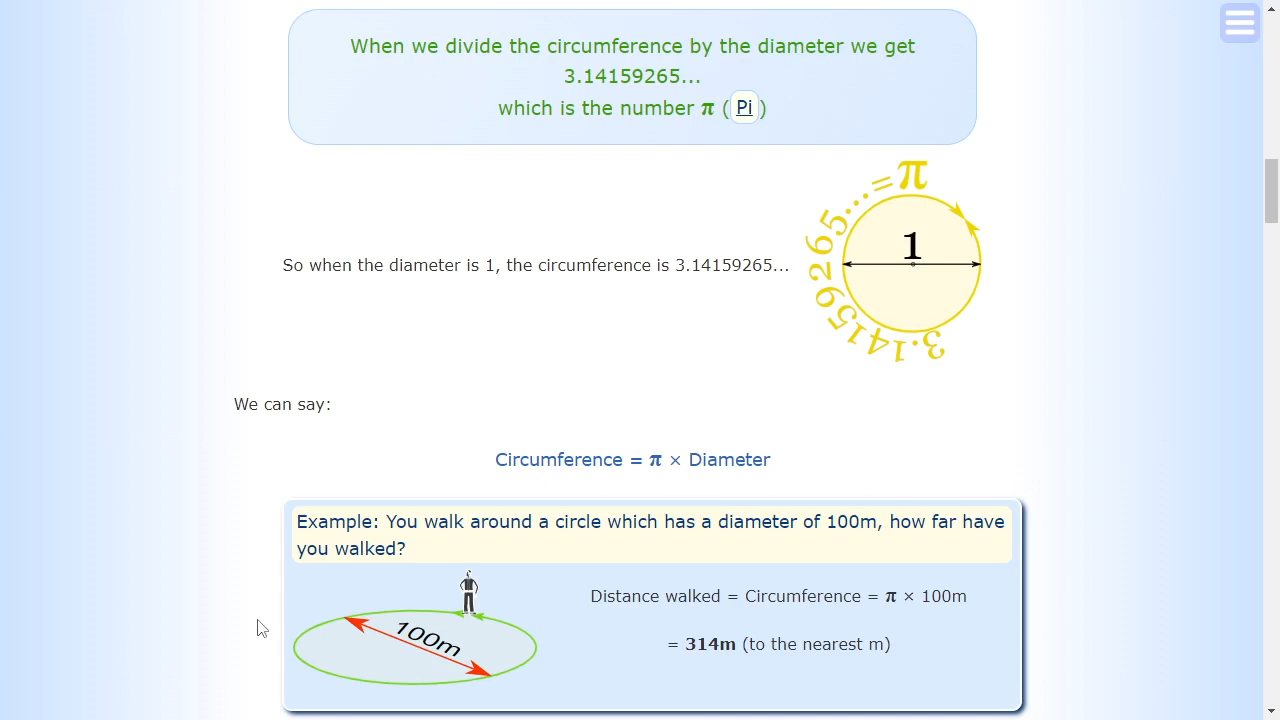 When we divide the circumference by the diameter we get
3.14159265...
which is the number π (Pi)
3.14159265...=π
1
So when the diameter is 1, the circumference is 3.14159265...
We can say:
Circumference = π × Diameter
Example: You walk around a circle which has a diameter of 100m, how far have
you walked?
100m
Distance walked = Circumference = π × 100m
= 314m (to the nearest m)